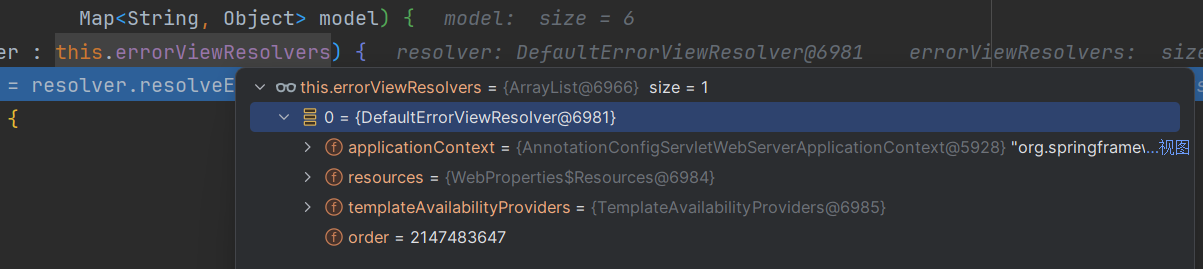 Map<String, Object> model) { model: size = 6
er : this.errorViewResolvers) { resolver: DefaultErrorViewResolver@6981 errorViewResolvers: size
= resolver.resolveE
this.errorViewResolvers = {ArrayList@6966} size = 1
{
0 = {DefaultErrorViewResolver@6981}
applicationContext = {AnnotationConfigServletWebServerApplicationContext@5928} "org.springframew...视图
resources = {WebProperties$Resources@6984}
templateAvailabilityProviders = {TemplateAvailabilityProviders@6985}
order = 2147483647